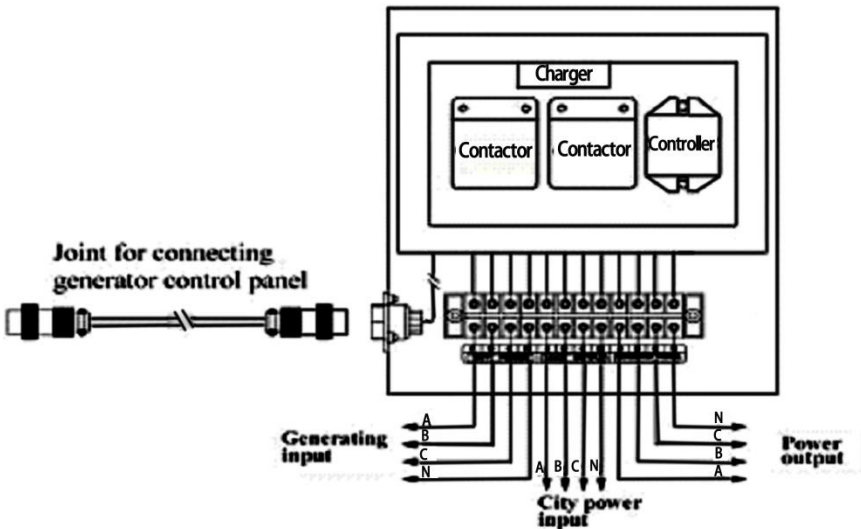 Charger
Contactor Contactor Controller
Joint for connecting
generator control panel
A
B
C
N
Generating
input
A B C N
City power
input
N
C
B
A
Power
output